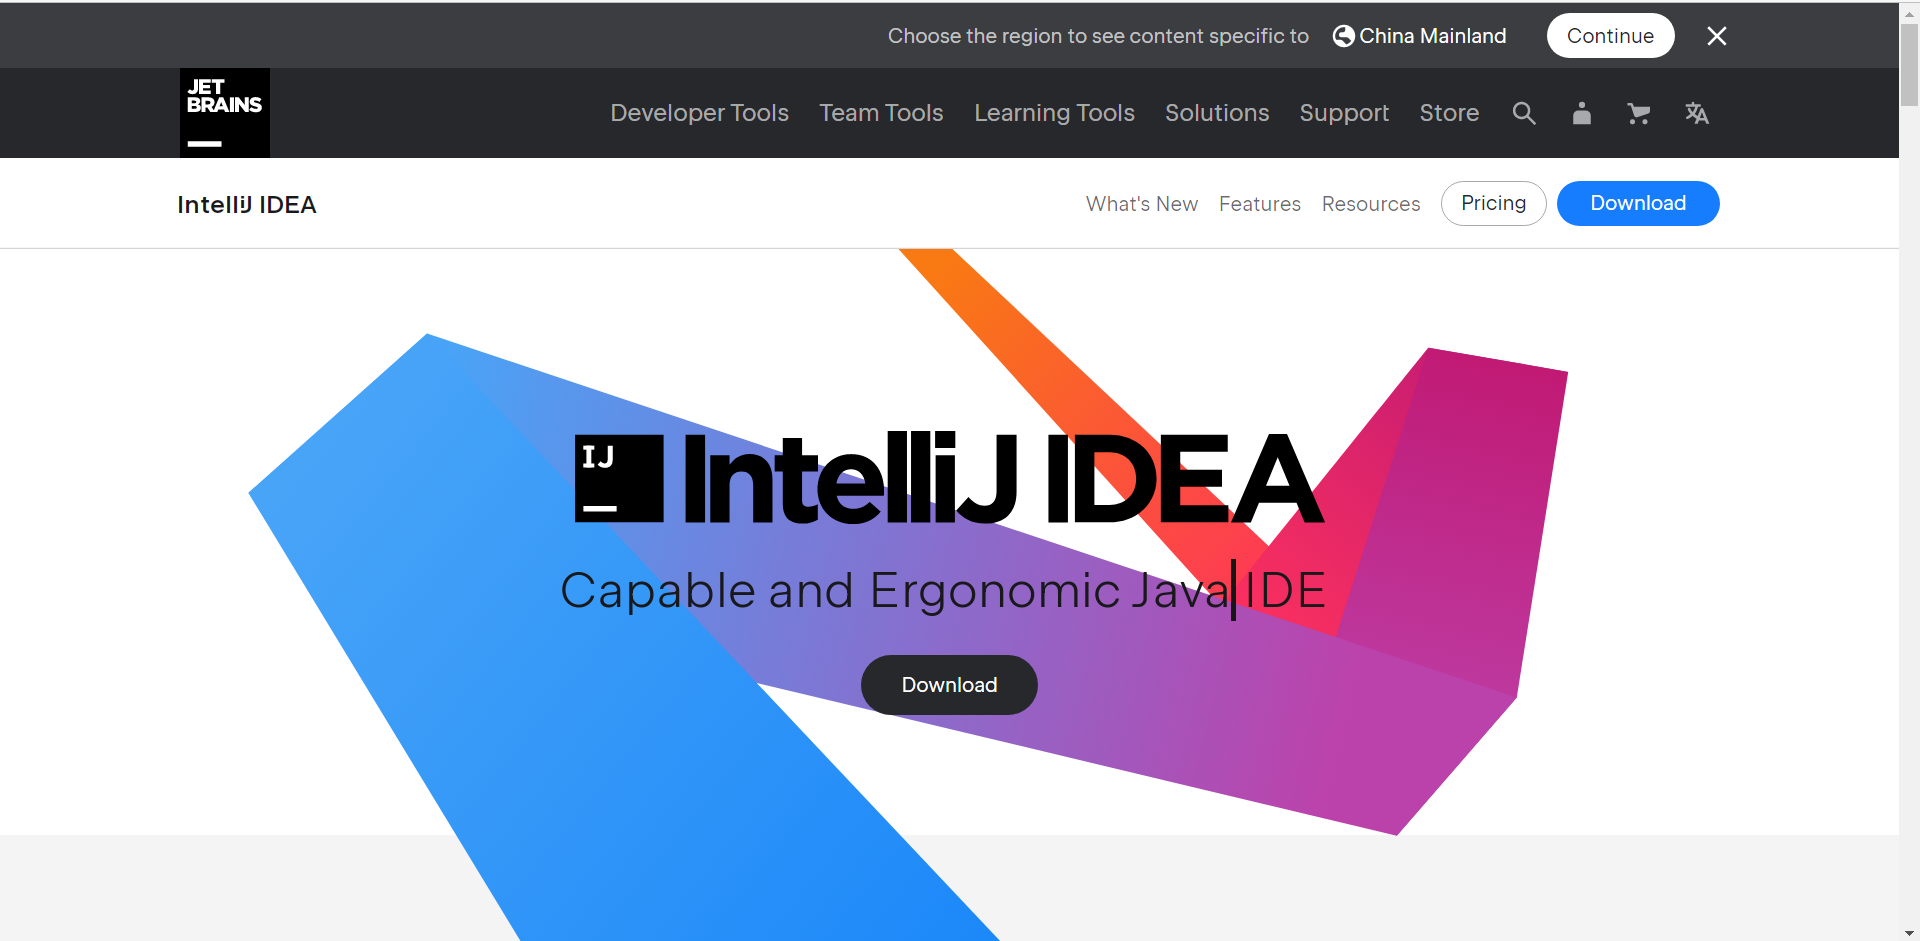 Choose the region to see content specific to China Mainland Continue
JET
BRAINS
Developer Tools Team Tools Learning Tools Solutions Support Store
IntelliJ IDEA
What's New Features Resources Pricing Download
IJ
IntelliJ IDEA
Capable and Ergonomic Java IDE
Download